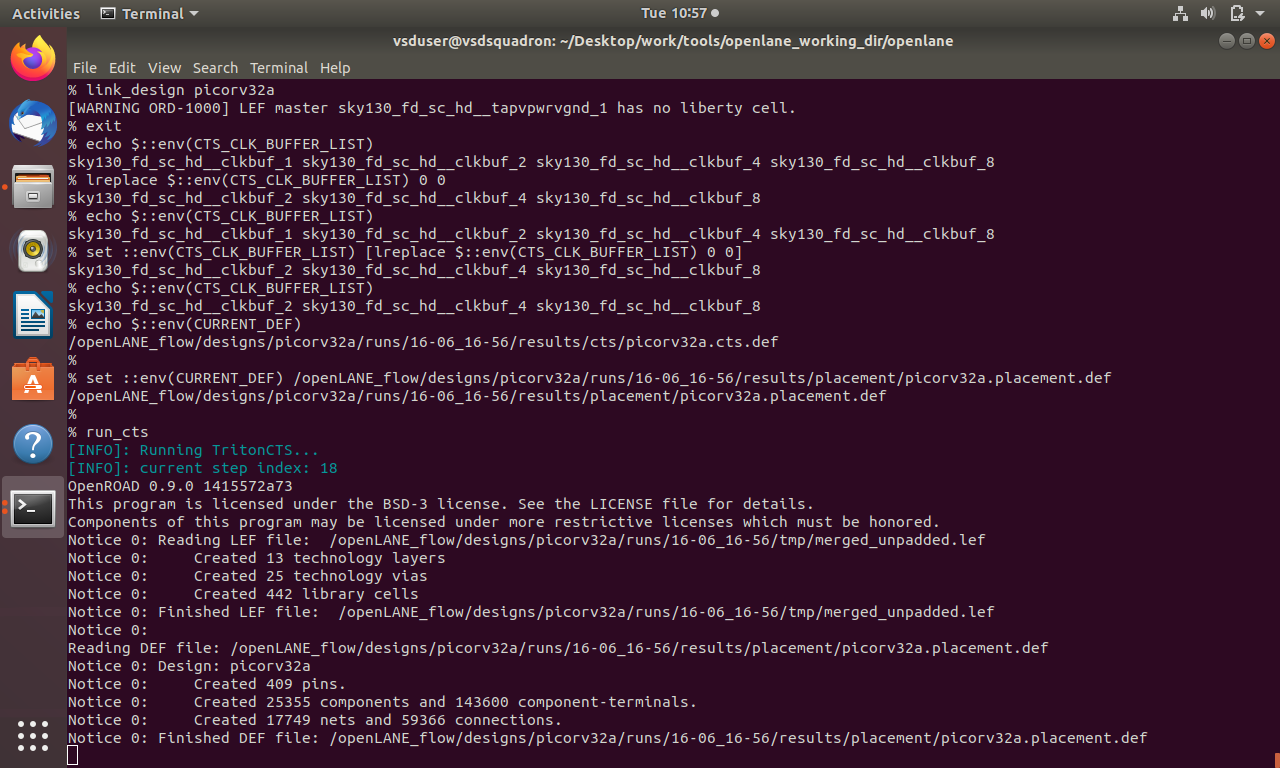 Activities Terminal Tue 10:57
vsduser@vsdsquadron: ~/Desktop/work/tools/openlane_working_dir/openlane
File Edit View Search Terminal Help
% link_design picorv32a
[WARNING ORD-1000] LEF master sky130_fd_sc_hd__tapvpwrvgnd_1 has no liberty cell.
% exit
% echo $::env(CTS_CLK_BUFFER_LIST)
sky130_fd_sc_hd__clkbuf_1 sky130_fd_sc_hd__clkbuf_2 sky130_fd_sc_hd__clkbuf_4 sky130_fd_sc_hd__clkbuf_8
% lreplace $::env(CTS_CLK_BUFFER_LIST) 0 0
sky130_fd_sc_hd__clkbuf_2 sky130_fd_sc_hd__clkbuf_4 sky130_fd_sc_hd__clkbuf_8
% echo $::env(CTS_CLK_BUFFER_LIST)
sky130_fd_sc_hd__clkbuf_1 sky130_fd_sc_hd__clkbuf_2 sky130_fd_sc_hd__clkbuf_4 sky130_fd_sc_hd__clkbuf_8
% set ::env(CTS_CLK_BUFFER_LIST) [lreplace $::env(CTS_CLK_BUFFER_LIST) 0 0]
sky130_fd_sc_hd__clkbuf_2 sky130_fd_sc_hd__clkbuf_4 sky130_fd_sc_hd__clkbuf_8
% echo $::env(CTS_CLK_BUFFER_LIST)
sky130_fd_sc_hd__clkbuf_2 sky130_fd_sc_hd__clkbuf_4 sky130_fd_sc_hd__clkbuf_8
% echo $::env(CURRENT_DEF)
/openLANE_flow/designs/picorv32a/runs/16-06_16-56/results/cts/picorv32a.cts.def
%
% set ::env(CURRENT_DEF) /openLANE_flow/designs/picorv32a/runs/16-06_16-56/results/placement/picorv32a.placement.def
/openLANE_flow/designs/picorv32a/runs/16-06_16-56/results/placement/picorv32a.placement.def
%
% run_cts
[INFO]: Running TritonCTS...
[INFO]: current step index: 18
OpenROAD 0.9.0 1415572a73
This program is licensed under the BSD-3 license. See the LICENSE file for details.
Components of this program may be licensed under more restrictive licenses which must be honored.
Notice 0: Reading LEF file:  /openLANE_flow/designs/picorv32a/runs/16-06_16-56/tmp/merged_unpadded.lef
Notice 0:     Created 13 technology layers
Notice 0:     Created 25 technology vias
Notice 0:     Created 442 library cells
Notice 0: Finished LEF file:  /openLANE_flow/designs/picorv32a/runs/16-06_16-56/tmp/merged_unpadded.lef
Notice 0:
Reading DEF file: /openLANE_flow/designs/picorv32a/runs/16-06_16-56/results/placement/picorv32a.placement.def
Notice 0: Design: picorv32a
Notice 0:     Created 409 pins.
Notice 0:     Created 25355 components and 143600 component-terminals.
Notice 0:     Created 17749 nets and 59366 connections.
Notice 0: Finished DEF file: /openLANE_flow/designs/picorv32a/runs/16-06_16-56/results/placement/picorv32a.placement.def